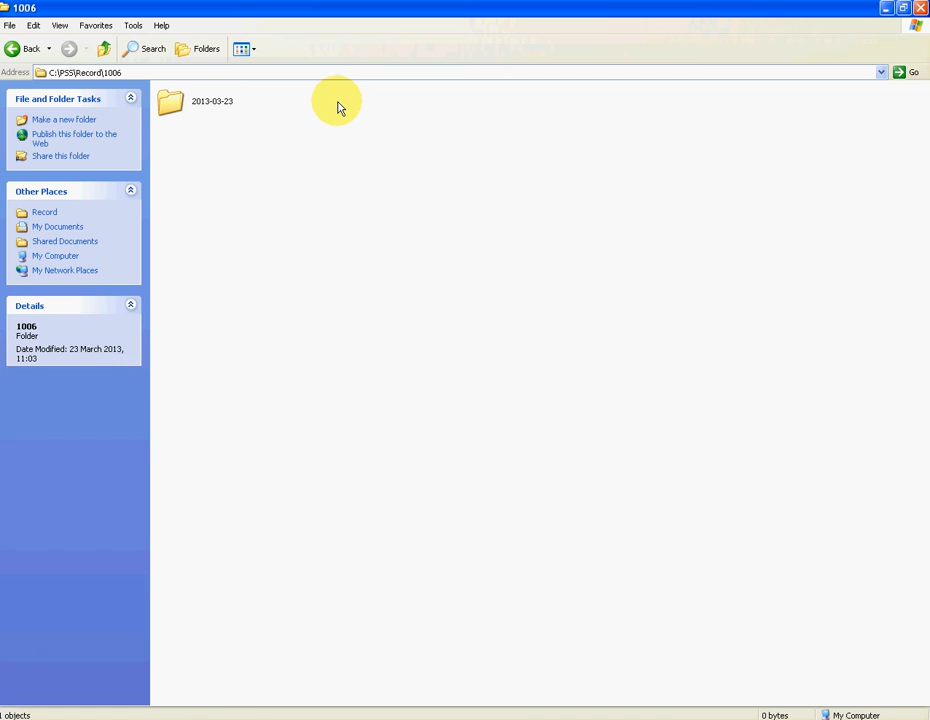 1006
File Edit View Favorites Tools Help
Back Search Folders
Address C:\PSS\Record\1006 Go
File and Folder Tasks
Make a new folder
Publish this folder to the
Web
Share this folder
Other Places
Record
My Documents
Shared Documents
My Computer
My Network Places
Details
1006
Folder
Date Modified: 23 March 2013,
11:03
2013-03-23
objects 0 bytes My Computer